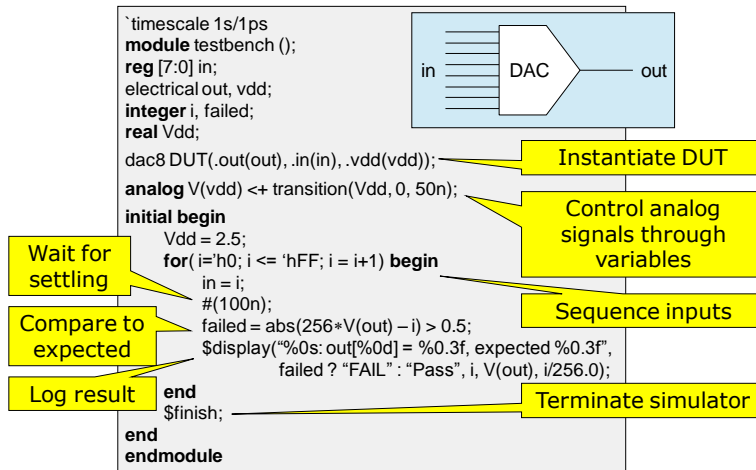 `timescale 1s/1ps
module testbench ();
reg [7:0] in;
electrical out, vdd;
integer i, failed;
real Vdd;
dac8 DUT(.out(out), .in(in), .vdd(vdd));
analog V(vdd) <+ transition(Vdd, 0, 50n);
initial begin
Vdd = 2.5;
for( i='h0; i <= ‘hFF; i = i+1) begin
in = i;
#(100n);
failed = abs(256*V(out) – i) > 0.5;
$display(“%0s: out[%0d] = %0.3f, expected %0.3f”,
failed ? “FAIL” : “Pass”, i, V(out), i/256.0);
end
$finish;
end
endmodule
in
DAC
out
Instantiate DUT
Control analog
signals through
variables
Wait for
settling
Sequence inputs
Compare to
expected
Log result
Terminate simulator